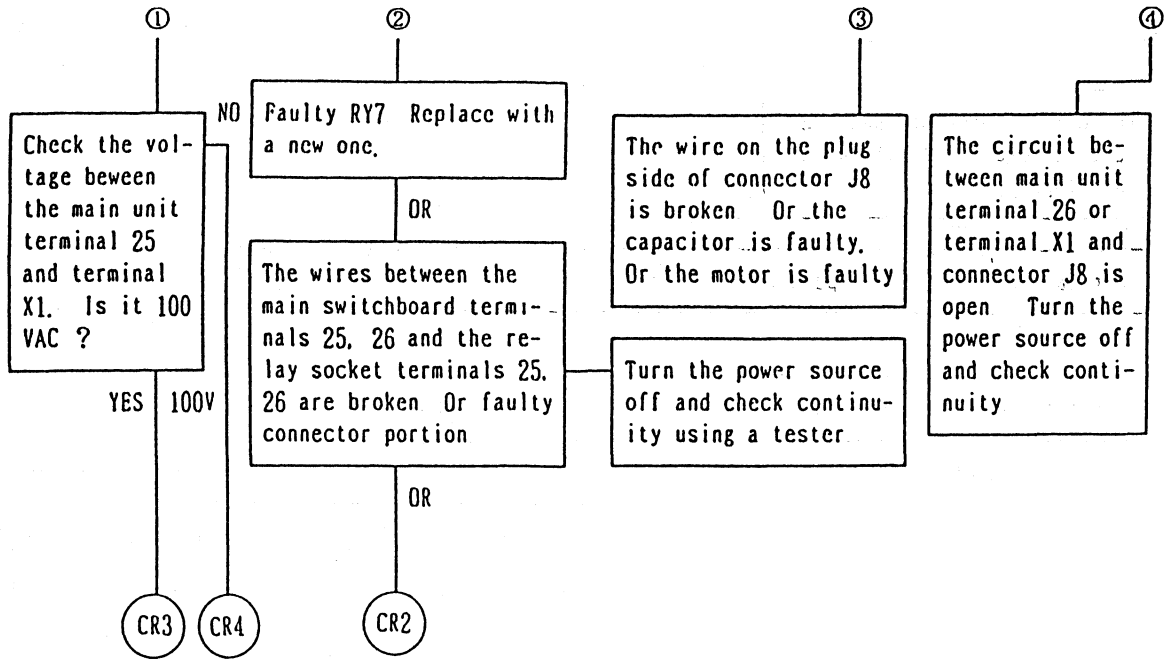 ① ② ③ ④
NO
Check the vol-
tage beween
the main unit
terminal 25
and terminal
X1. Is it 100
VAC ?
YES 100V
CR3
CR4
Faulty RY7 Replace with
a new one.
OR
The wires between the
main switchboard termi-
nals 25, 26 and the re-
lay socket terminals 25.
26 are broken Or faulty
connector portion
OR
CR2
The wire on the plug
side of connector J8
is broken Or the
capacitor is faulty.
Or the motor is faulty
Turn the power source
off and check continu-
ity using a tester
The circuit be-
tween main unit
terminal 26 or
terminal X1 and
connector J8 is
open Turn the
power source off
and check conti-
nuity